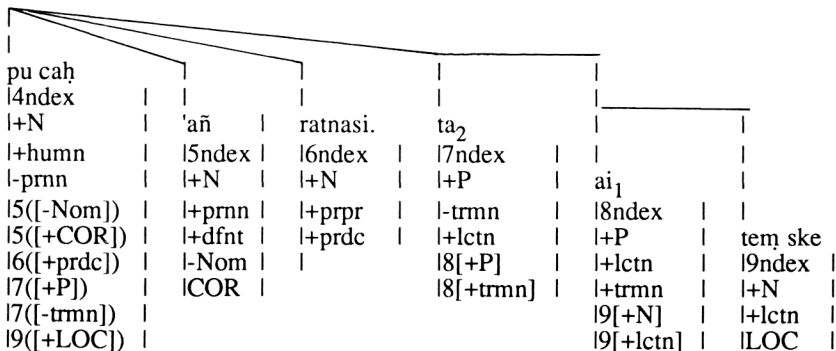 pu caḥ
|4ndex |
|+N | 'añ | ratnasi. ta2
|+humn | |5ndex | |6ndex | |7ndex |
|-prnn | |+N | |+N | |+P | ai1
|5([-Nom]) | |+prnn | |+prpr | |-trmn | |8ndex |
|5([+COR]) | |+dfnt | |+prdc | |+lctn | |+P | teṃ ske
|6([+prdc]) | |-Nom | | |8[+P] | |+lctn | |9ndex |
|7([+P]) | |COR | |8[+trmn] | |+trmn | |+N |
|7([-trmn]) | |9[+N] | |+lctn |
|9([+LOC]) | |9[+lctn] | |LOC |